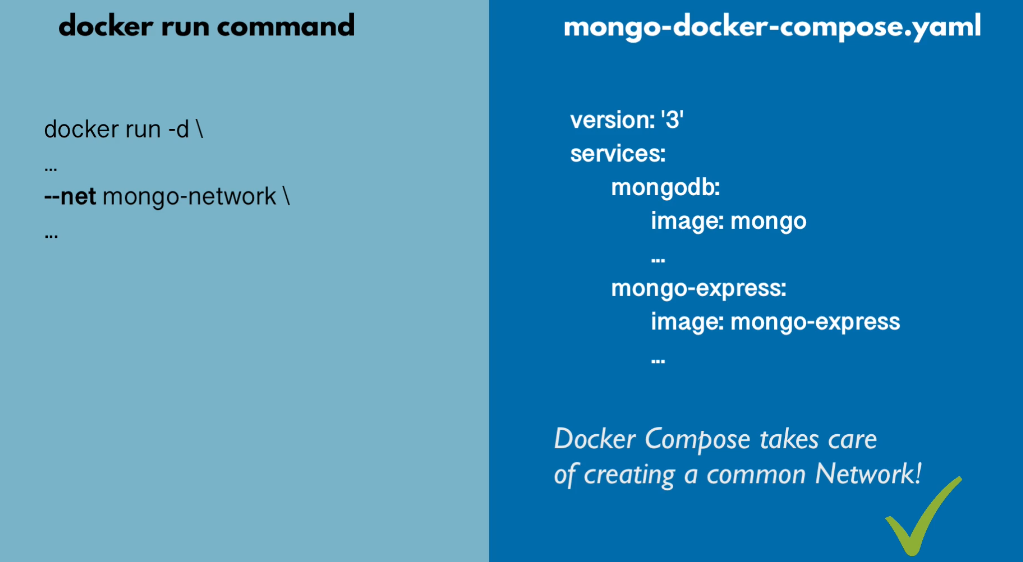 docker run command
docker run -d \
...
--net mongo-network \
...
mongo-docker-compose.yaml
version: '3'
services:
mongodb:
image: mongo
...
mongo-express:
image: mongo-express
...
Docker Compose takes care
of creating a common Network!